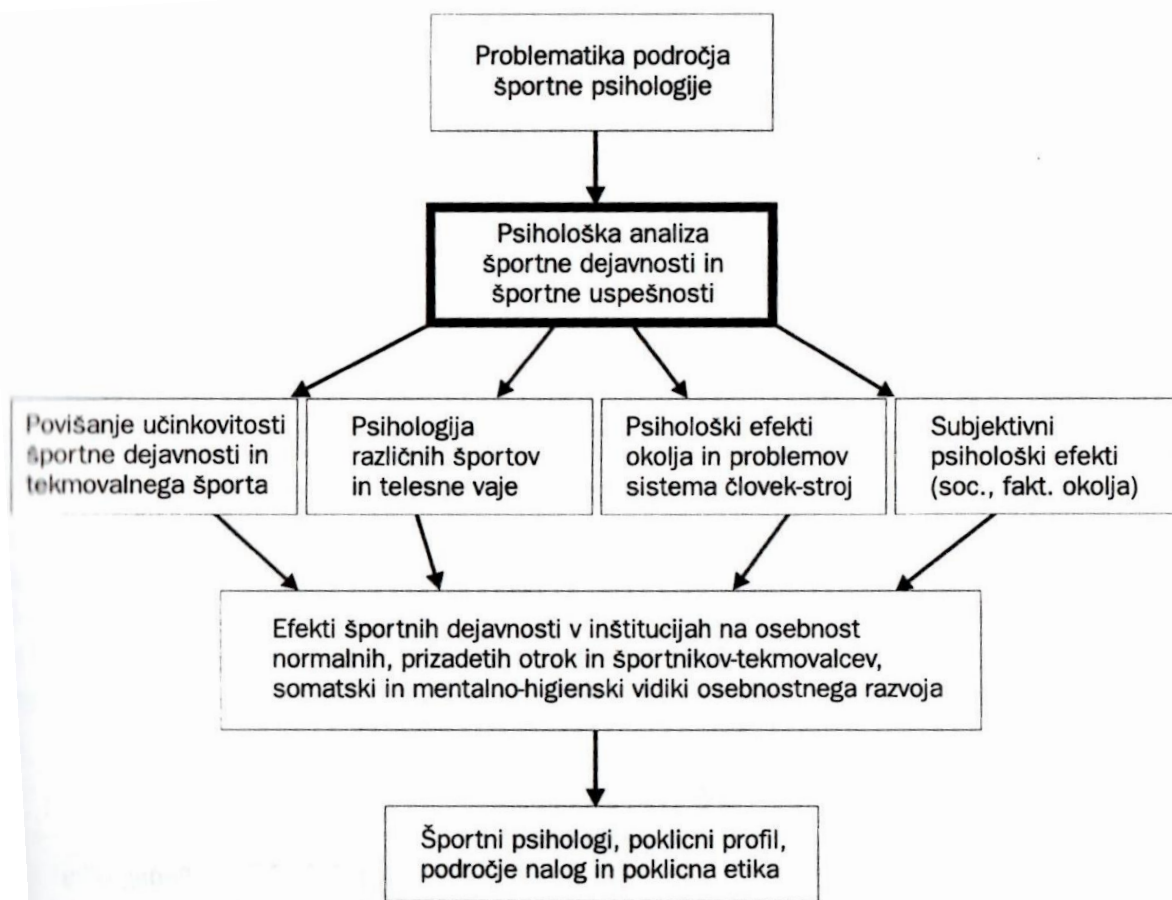 Problematika področja
športne psihologije
Psihološka analiza
športne dejavnosti in
športne uspešnosti
Povišanje učinkovitosti
športne dejavnosti in
tekmovalnega športa
Psihologija
različnih športov
in telesne vaje
Psihološki efekti
okolja in problemov
sistema človek-stroj
Subjektivni
psihološki efekti
(soc., fakt. okolja)
Efekti športnih dejavnosti v inštitucijah na osebnost
normalnih, prizadetih otrok in športnikov-tekmovalcev,
somatski in mentalno-higienski vidiki osebnostnega razvoja
Športni psihologi, poklicni profil,
področje nalog in poklicna etika